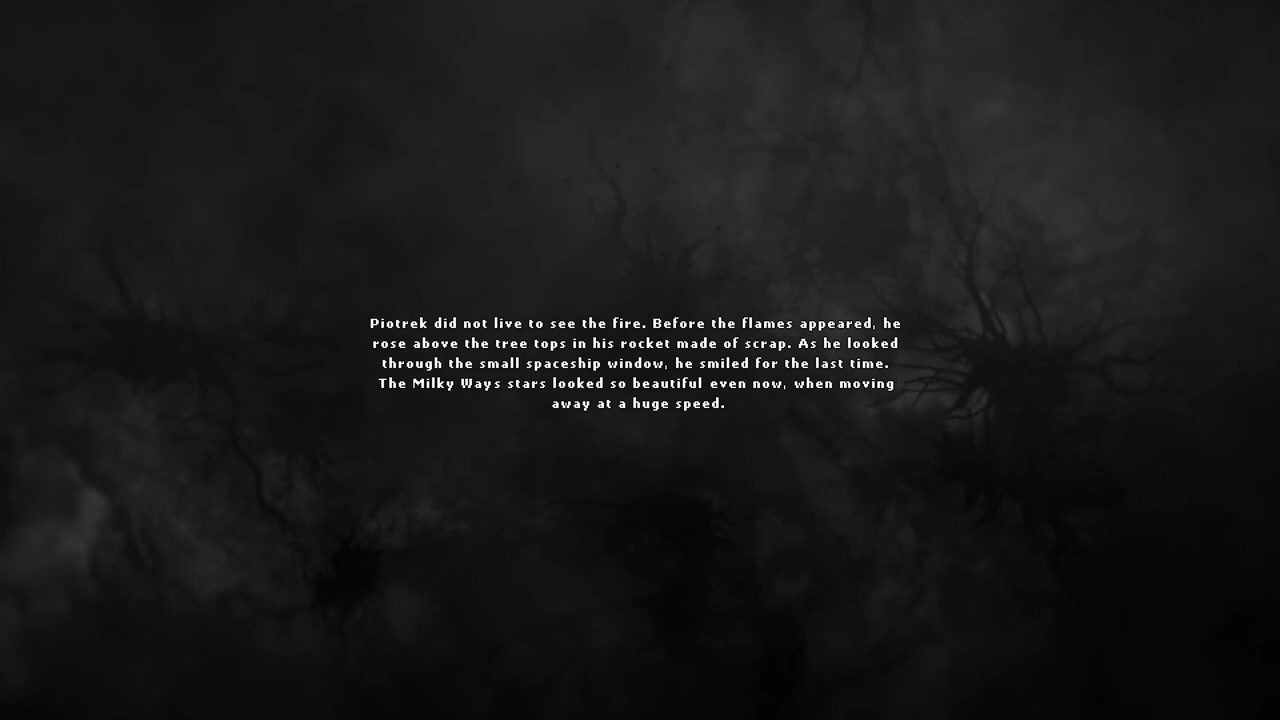 Piotrek did not live to see the fire. Before the flames appeared, he
rose above the tree tops in his rocket made of scrap. As he looked
through the small spaceship window, he smiled for the last time.
The Milky Ways stars looked so beautiful even now, when moving
away at a huge speed.